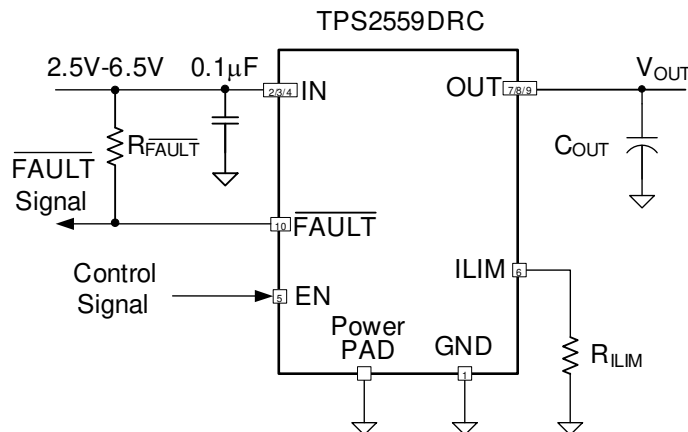 TPS2559DRC
2.5V-6.5V 0.1μF
2/3/4 IN
OUT 7/8/9
VOUT
RFAULT
COUT
FAULT
Signal
10 FAULT
ILIM 6
Control
Signal
5 EN
Power
PAD
GND
1
RILIM